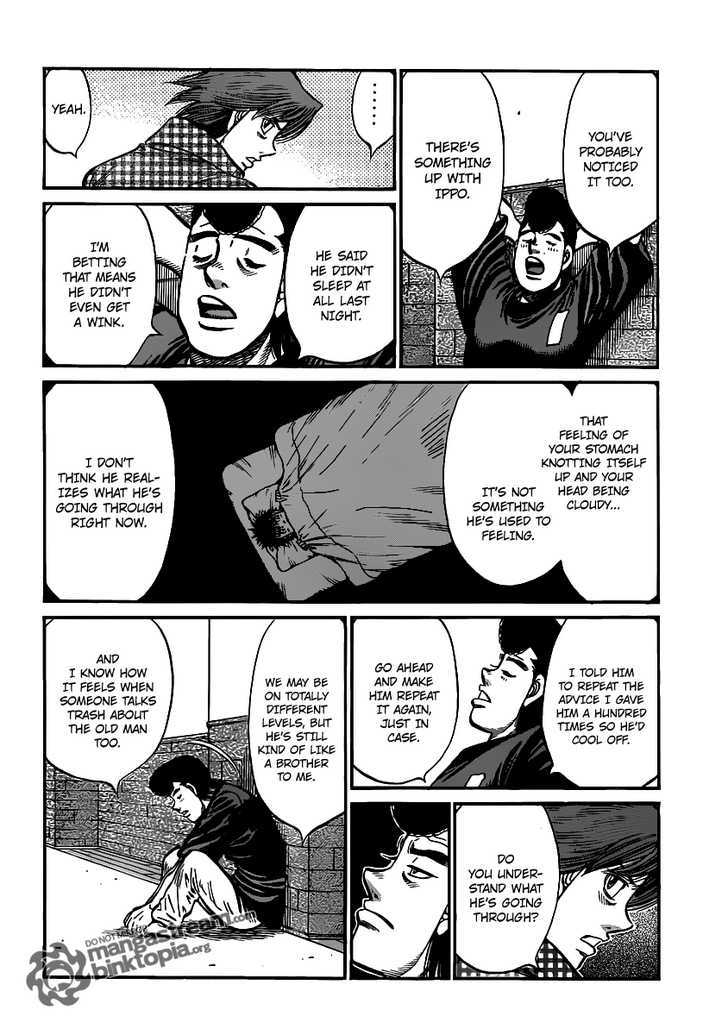 YOU'VE
PROBABLY
NOTICED
IT TOO.
THERE'S
SOMETHING
UP WITH
IPPO.
......
YEAH.
HE SAID
HE DIDN'T
SLEEP AT
ALL LAST
NIGHT.
I'M
BETTING
THAT MEANS
HE DIDN'T
EVEN GET
A WINK.
THAT
FEELING OF
YOUR STOMACH
KNOTTING ITSELF
UP AND YOUR
HEAD BEING
CLOUDY...
IT'S NOT
SOMETHING
HE'S USED TO
FEELING.
I DON'T
THINK HE REAL-
IZES WHAT HE'S
GOING THROUGH
RIGHT NOW.
I TOLD HIM
TO REPEAT THE
ADVICE I GAVE
HIM A HUNDRED
TIMES SO HE'D
COOL OFF.
GO AHEAD
AND MAKE
HIM REPEAT
IT AGAIN,
JUST IN
CASE.
WE MAY BE
ON TOTALLY
DIFFERENT
LEVELS, BUT
HE'S STILL
KIND OF LIKE
A BROTHER
TO ME.
AND
I KNOW HOW
IT FEELS WHEN
SOMEONE TALKS
TRASH ABOUT
THE OLD MAN
TOO.
DO
YOU UNDER-
STAND WHAT
HE'S GOING
THROUGH?
mangastream.com
binktopia.org